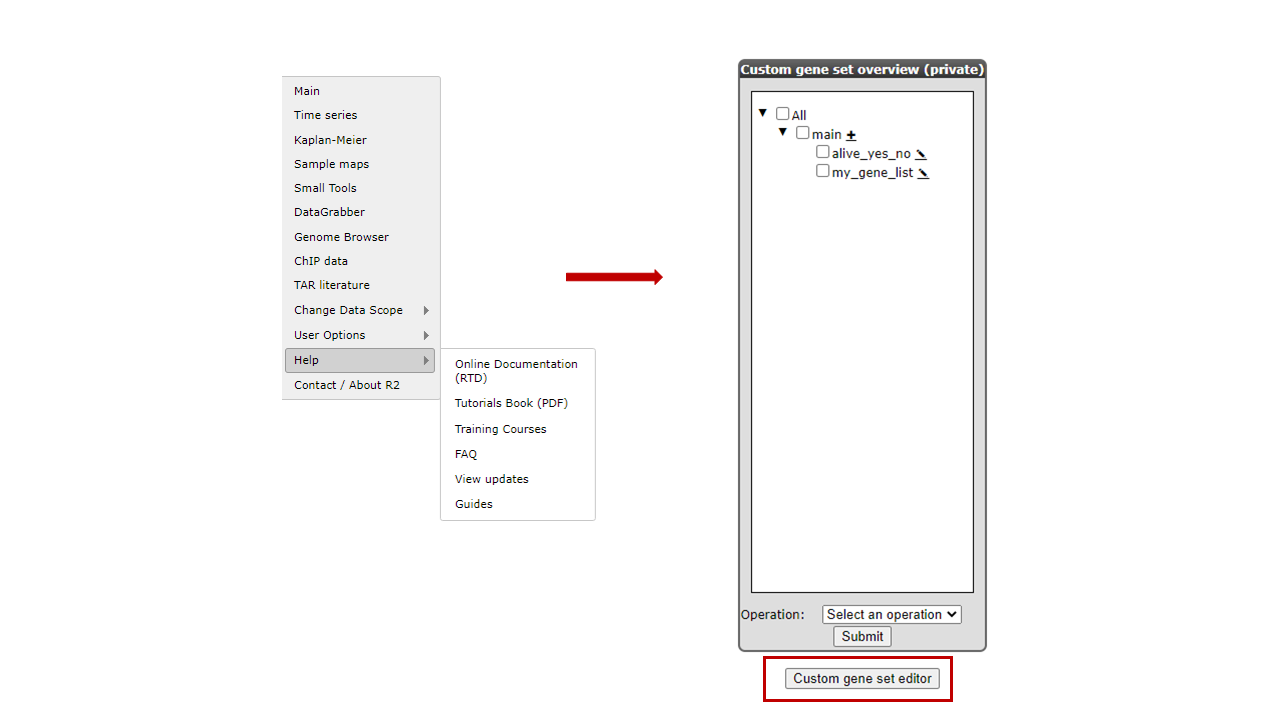 Main
Time series
Kaplan-Meier
Sample maps
Small Tools
DataGrabber
Genome Browser
ChIP data
TAR literature
Change Data Scope
User Options
Help
Contact / About R2
Online Documentation
(RTD)
Tutorials Book (PDF)
Training Courses
FAQ
View updates
Guides
Custom gene set overview (private)
All
main +
alive_yes_no
my_gene_list
Operation: Select an operation
Submit
Custom gene set editor